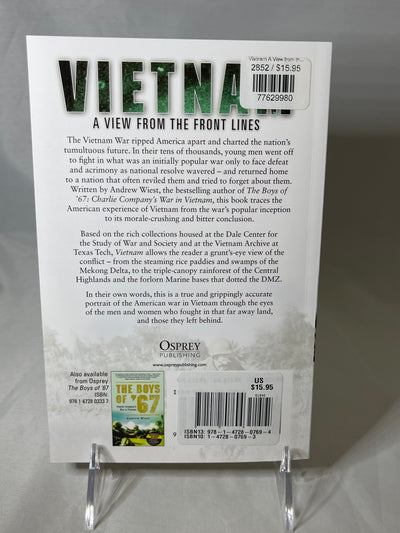 Vietnam A View from th...
2852 / $15.95
77629980
VIETNAM
A VIEW FROM THE FRONT LINES
The Vietnam War ripped America apart and charted the nation's
tumultuous future. In their tens of thousands, young men went off
to fight in what was an initially popular war only to face defeat
and acrimony as national resolve wavered – and returned home
to a nation that often reviled them and tried to forget about them.
Written by Andrew Wiest, the bestselling author of The Boys of
'67: Charlie Company's War in Vietnam, this book traces the
American experience of Vietnam from the war's popular inception
to its morale-crushing and bitter conclusion.
Based on the rich collections housed at the Dale Center for
the Study of War and Society and at the Vietnam Archive at
Texas Tech, Vietnam allows the reader a grunt's-eye view of the
conflict – from the steaming rice paddies and swamps of the
Mekong Delta, to the triple-canopy rainforest of the Central
Highlands and the forlorn Marine bases that dotted the DMZ.
In their own words, this is a true and grippingly accurate
portrait of the American war in Vietnam through the
eyes of the men and women who fought in that far away land,
and those they left behind.
OSPREY
PUBLISHING
www.ospreypublishing.com
Also available
from Osprey
The Boys of '67
ISBN:
978 1 4728 0333 7
THE BOYS
OF '67
ANDREW WIEST
US
$15.95
ISBN13: 978-1-4728-0769-4
ISBN10: 1-4728-0769-3
9